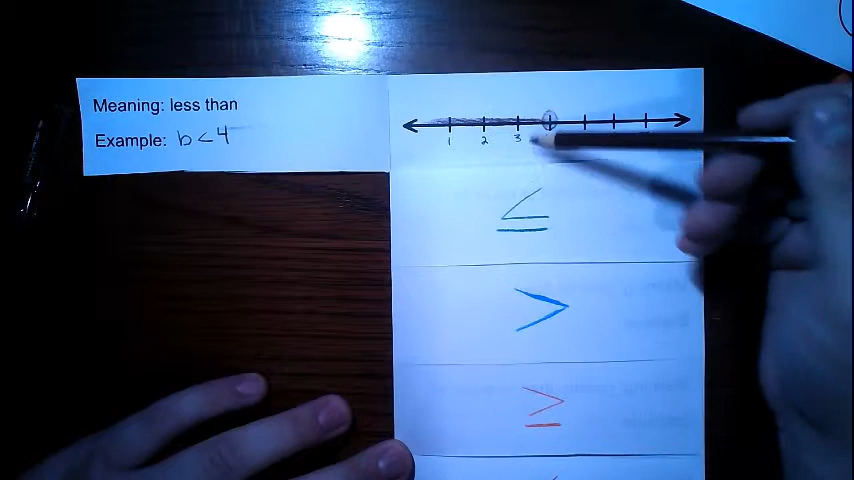 Meaning: less than
Example: b < 4
1 2 3
≤
>
≥